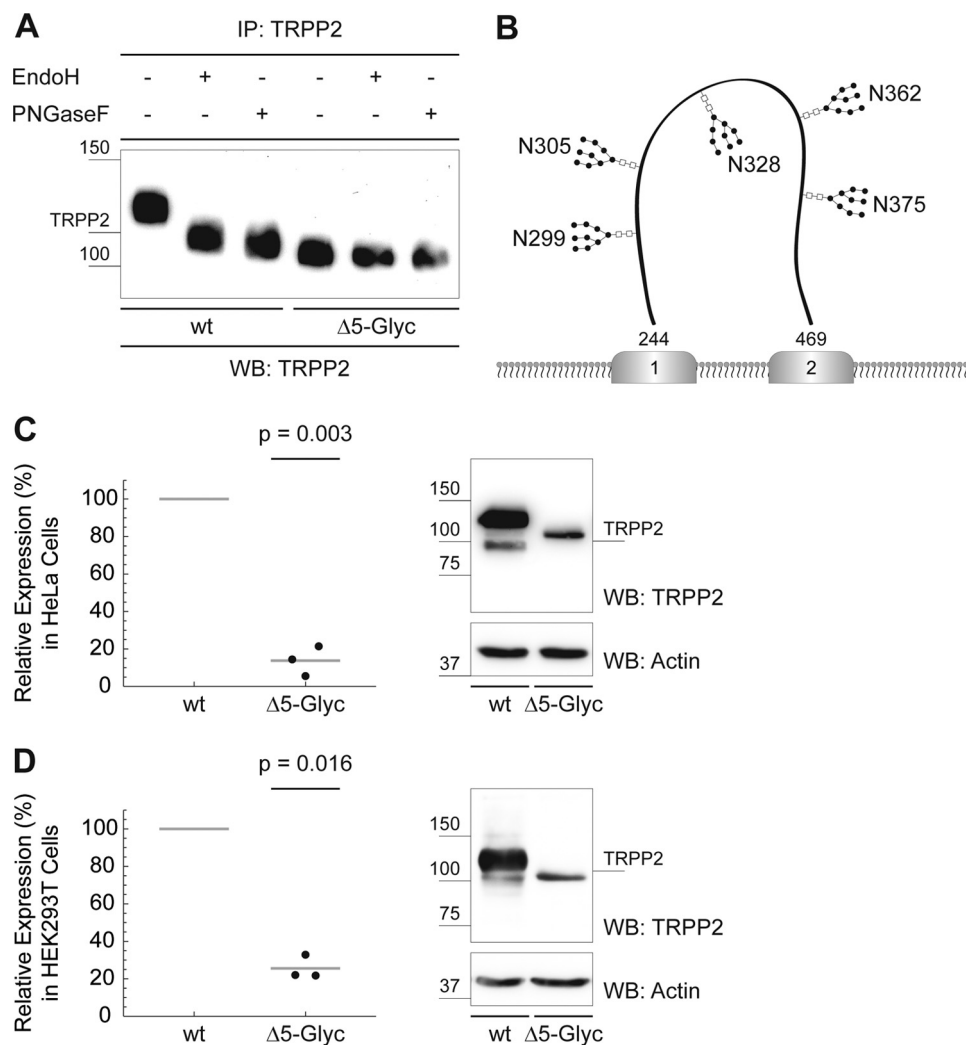 A
IP: TRPP2
EndoH - + - - + -
PNGaseF - - + - - +
150
TRPP2
100
wt Δ5-Glyc
WB: TRPP2
B
N362
N305
N328
N375
N299
244 469
1 2
C
p = 0.003
Relative Expression (%)
in HeLa Cells
100
80
60
40
20
0
wt Δ5-Glyc
150
100
75
TRPP2
WB: TRPP2
37
WB: Actin
wt Δ5-Glyc
D
p = 0.016
Relative Expression (%)
in HEK293T Cells
100
80
60
40
20
0
wt Δ5-Glyc
150
100
75
TRPP2
WB: TRPP2
37
WB: Actin
wt Δ5-Glyc